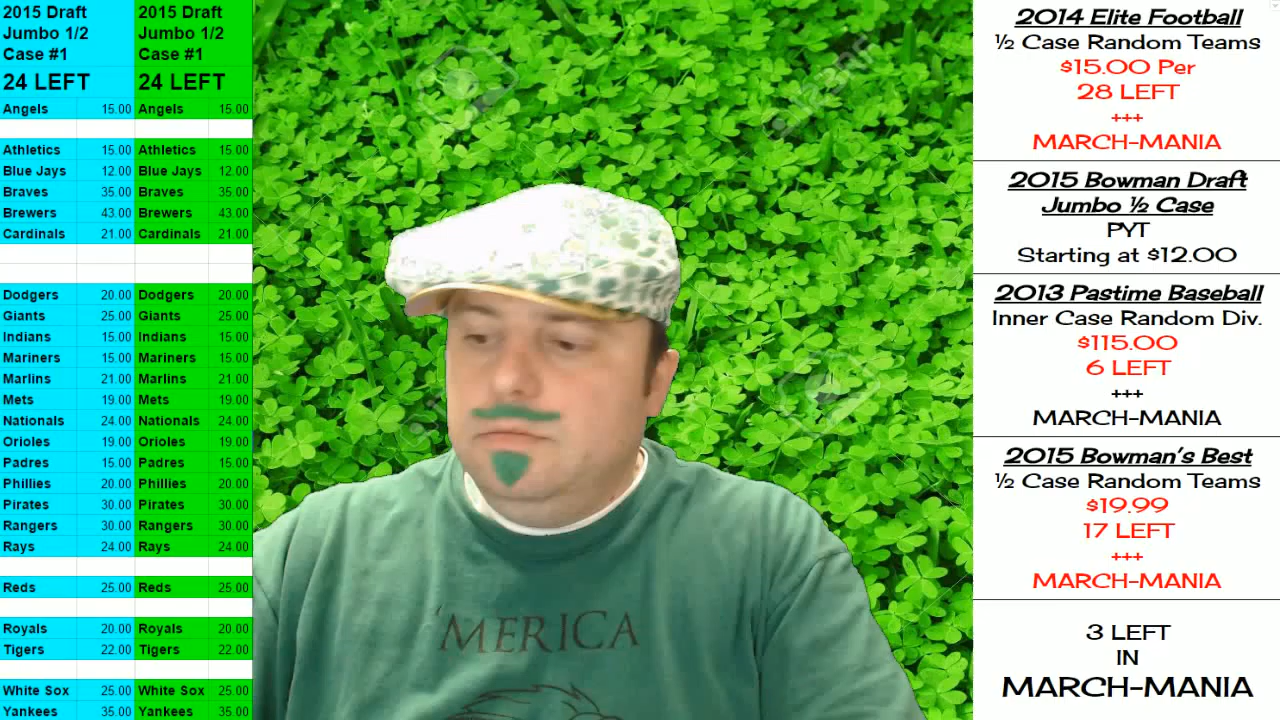 2015 Draft
Jumbo 1/2
Case #1
24 LEFT
Angels 15.00
Athletics 15.00
Blue Jays 12.00
Braves 35.00
Brewers 43.00
Cardinals 21.00
Dodgers 20.00
Giants 25.00
Indians 15.00
Mariners 15.00
Marlins 21.00
Mets 19.00
Nationals 24.00
Orioles 19.00
Padres 15.00
Phillies 20.00
Pirates 30.00
Rangers 30.00
Rays 24.00
Reds 25.00
Royals 20.00
Tigers 22.00
White Sox 25.00
Yankees 35.00
2015 Draft
Jumbo 1/2
Case #1
24 LEFT
Angels 15.00
Athletics 15.00
Blue Jays 12.00
Braves 35.00
Brewers 43.00
Cardinals 21.00
Dodgers 20.00
Giants 25.00
Indians 15.00
Mariners 15.00
Marlins 21.00
Mets 19.00
Nationals 24.00
Orioles 19.00
Padres 15.00
Phillies 20.00
Pirates 30.00
Rangers 30.00
Rays 24.00
Reds 25.00
Royals 20.00
Tigers 22.00
White Sox 25.00
Yankees 35.00
'MERICA
2014 Elite Football
½ Case Random Teams
$15.00 Per
28 LEFT
+++
MARCH-MANIA
2015 Bowman Draft
Jumbo ½ Case
PYT
Starting at $12.00
2013 Pastime Baseball
Inner Case Random Div.
$115.00
6 LEFT
+++
MARCH-MANIA
2015 Bowman's Best
½ Case Random Teams
$19.99
17 LEFT
+++
MARCH-MANIA
3 LEFT
IN
MARCH-MANIA